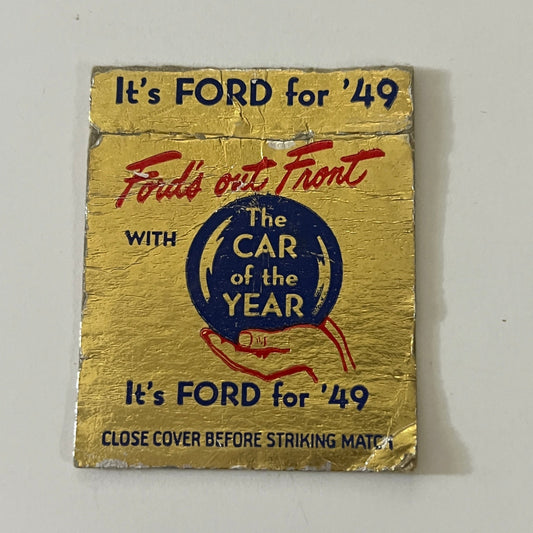 It's FORD for '49
Ford's out Front
WITH
The
CAR
of the
YEAR
It's FORD for '49
CLOSE COVER BEFORE STRIKING MATCH